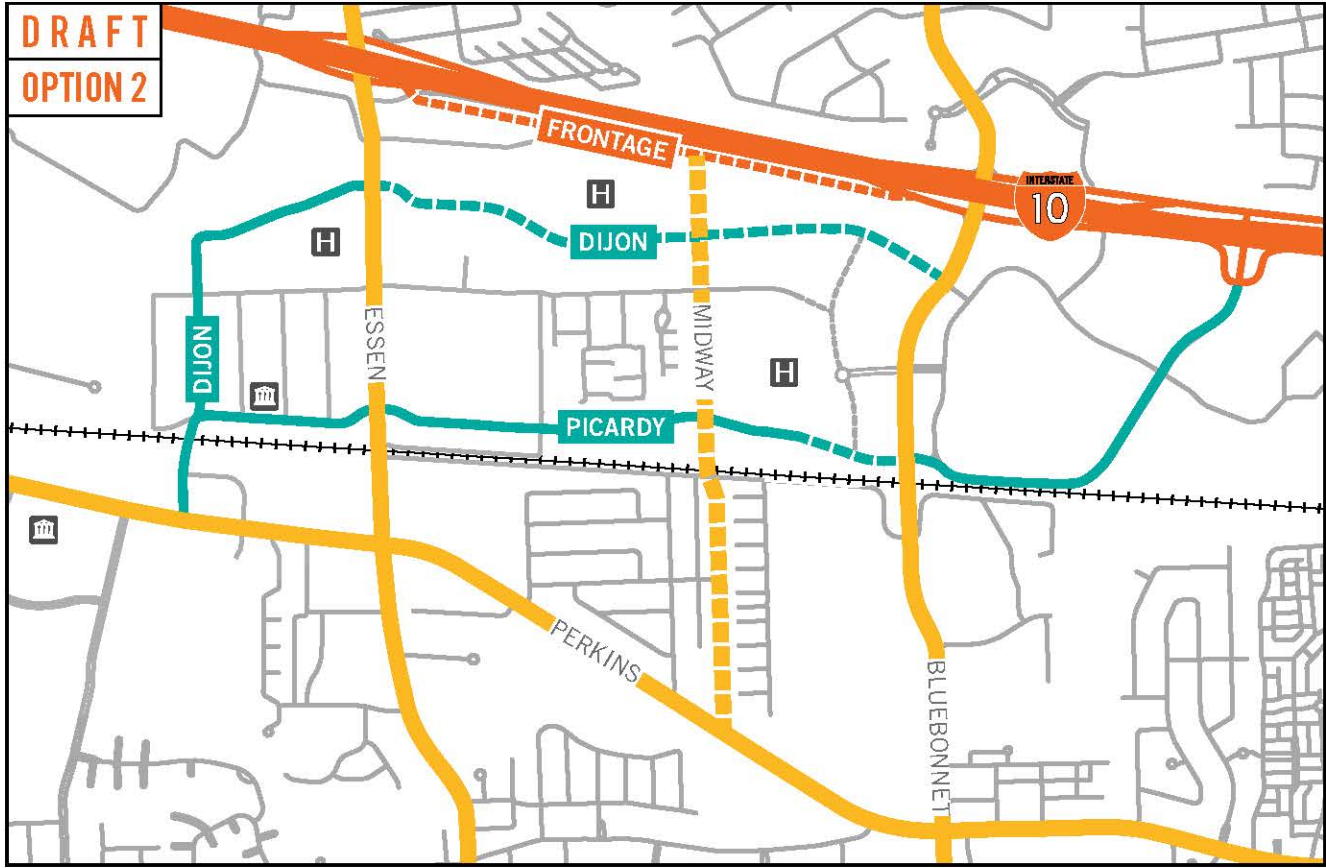 DRAFT
OPTION 2
FRONTAGE
INTERSTATE
10
H
H
DIJON
DIJON
ESSEN
MIDWAY
H
PICARDY
PERKINS
BLUEBONNET